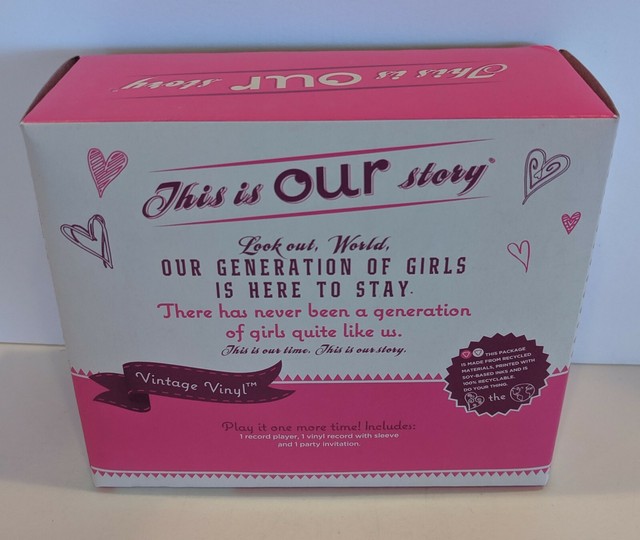 This is our story
This is our story
Look out, World,
OUR GENERATION OF GIRLS
IS HERE TO STAY.
There has never been a generation
of girls quite like us.
This is our time. This is our story.
Vintage Vinyl™
THIS PACKAGE
IS MADE FROM RECYCLED
MATERIALS, PRINTED WITH
SOY-BASED INKS AND IS
100% RECYCLABLE.
DO YOUR THING.
the
Play it one more time! Includes:
1 record player, 1 vinyl record with sleeve
and 1 party invitation.